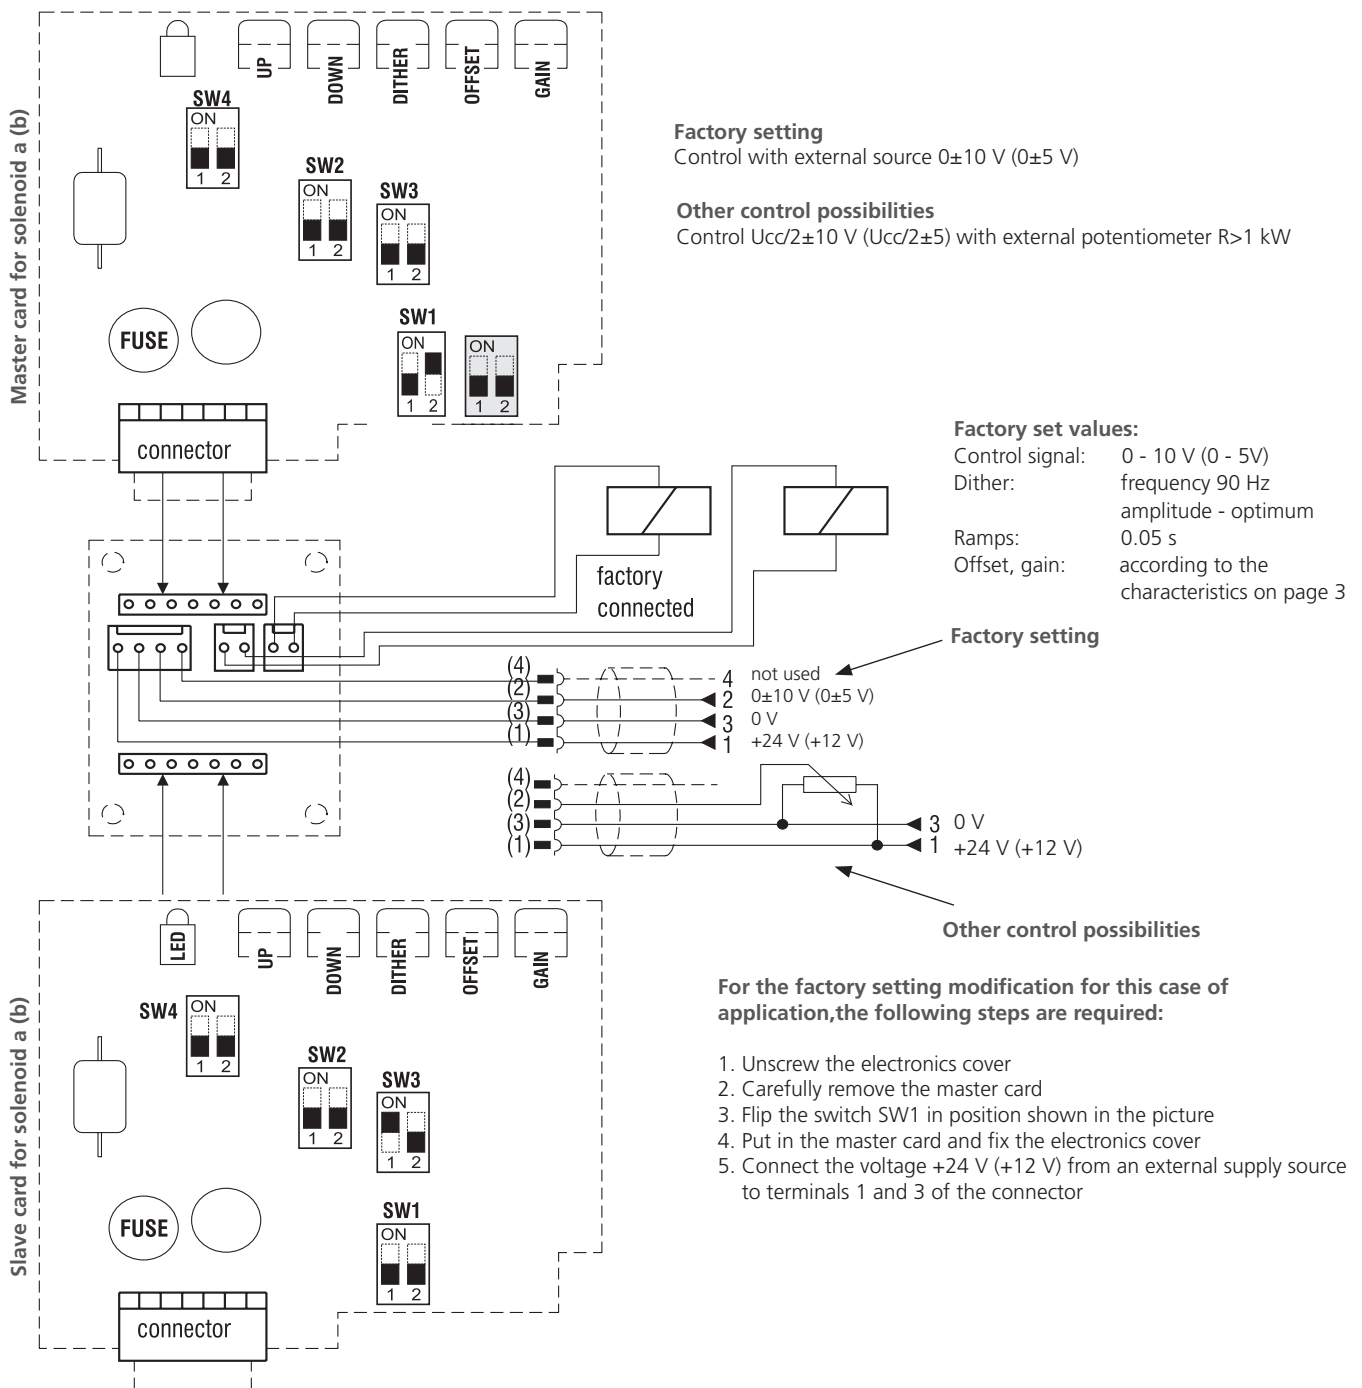 Master card for solenoid a (b)
UP
DOWN
DITHER
OFFSET
GAIN
SW4
ON
1 2
SW2
ON
1 2
SW3
ON
1 2
SW1
ON
1 2
ON
1 2
FUSE
connector
Factory setting
Control with external source 0±10 V (0±5 V)
Other control possibilities
Control Ucc/2±10 V (Ucc/2±5) with external potentiometer R>1 kW
Factory set values:
Control signal: 0 - 10 V (0 - 5V)
Dither: frequency 90 Hz
amplitude - optimum
Ramps: 0.05 s
Offset, gain: according to the
characteristics on page 3
factory
connected
Factory setting
(4) 4 not used
(2) 2 0±10 V (0±5 V)
(3) 3 0 V
(1) 1 +24 V (+12 V)
(4)
(2)
(3) 3 0 V
(1) 1 +24 V (+12 V)
Other control possibilities
Slave card for solenoid a (b)
LED
UP
DOWN
DITHER
OFFSET
GAIN
SW4
ON
1 2
SW2
ON
1 2
SW3
ON
1 2
SW1
ON
1 2
FUSE
connector
For the factory setting modification for this case of
application,the following steps are required:
1. Unscrew the electronics cover
2. Carefully remove the master card
3. Flip the switch SW1 in position shown in the picture
4. Put in the master card and fix the electronics cover
5. Connect the voltage +24 V (+12 V) from an external supply source
to terminals 1 and 3 of the connector